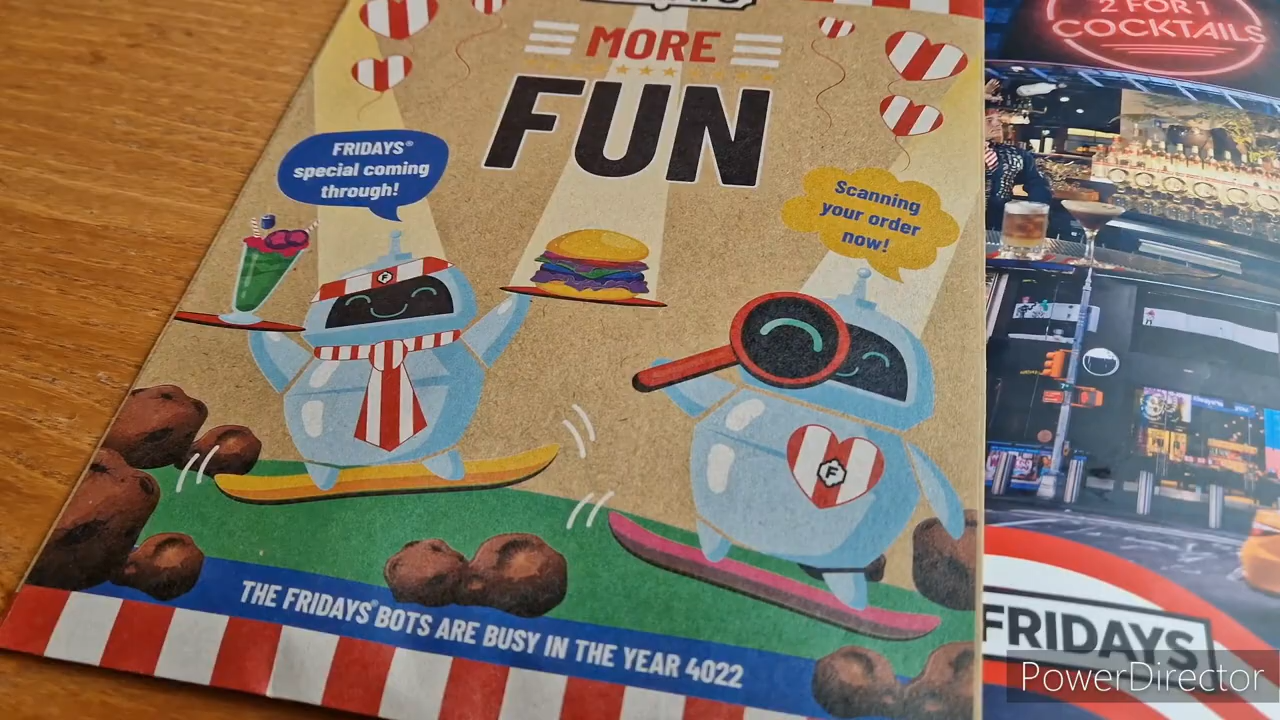 MORE
FUN
FRIDAYS®
special coming
through!
Scanning
your order
now!
F
F
THE FRIDAYS® BOTS ARE BUSY IN THE YEAR 4022
2 FOR 1
COCKTAILS
FRIDAYS
PowerDirector